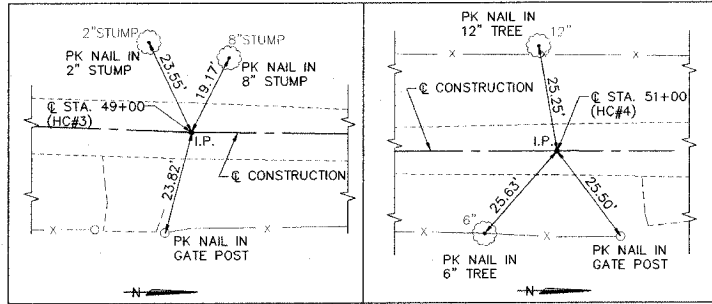 2"STUMP
PK NAIL IN
2" STUMP
8"STUMP
PK NAIL IN
8" STUMP
23.55'
19.17'
℄ STA. 49+00
(HC#3)
I.P.
℄ CONSTRUCTION
23.82'
X
X
PK NAIL IN
GATE POST
N
PK NAIL IN
12" TREE
12"
X
X
25.25'
℄ CONSTRUCTION
℄ STA. 51+00
(HC#4)
I.P.
25.63'
25.50'
6"
X
X
PK NAIL IN
6" TREE
PK NAIL IN
GATE POST
N